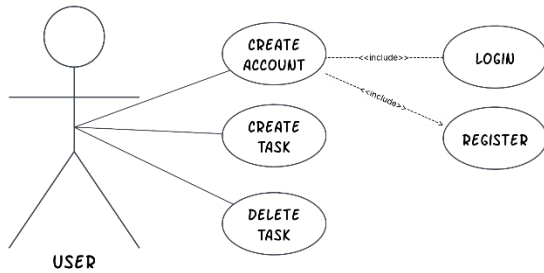 CREATE
ACCOUNT
<<include>>
LOGIN
<<include>>
CREATE
TASK
REGISTER
DELETE
TASK
USER